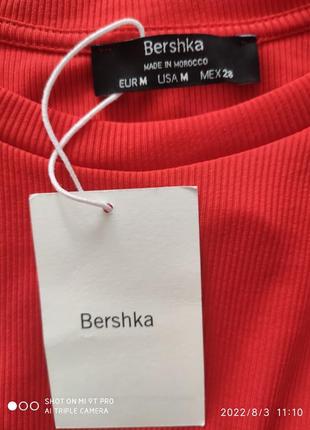 Bershka
MADE IN MOROCCO
EUR M USA M MEX 28
Bershka
SHOT ON MI 9T PRO
AI TRIPLE CAMERA
2022/8/3 11:10